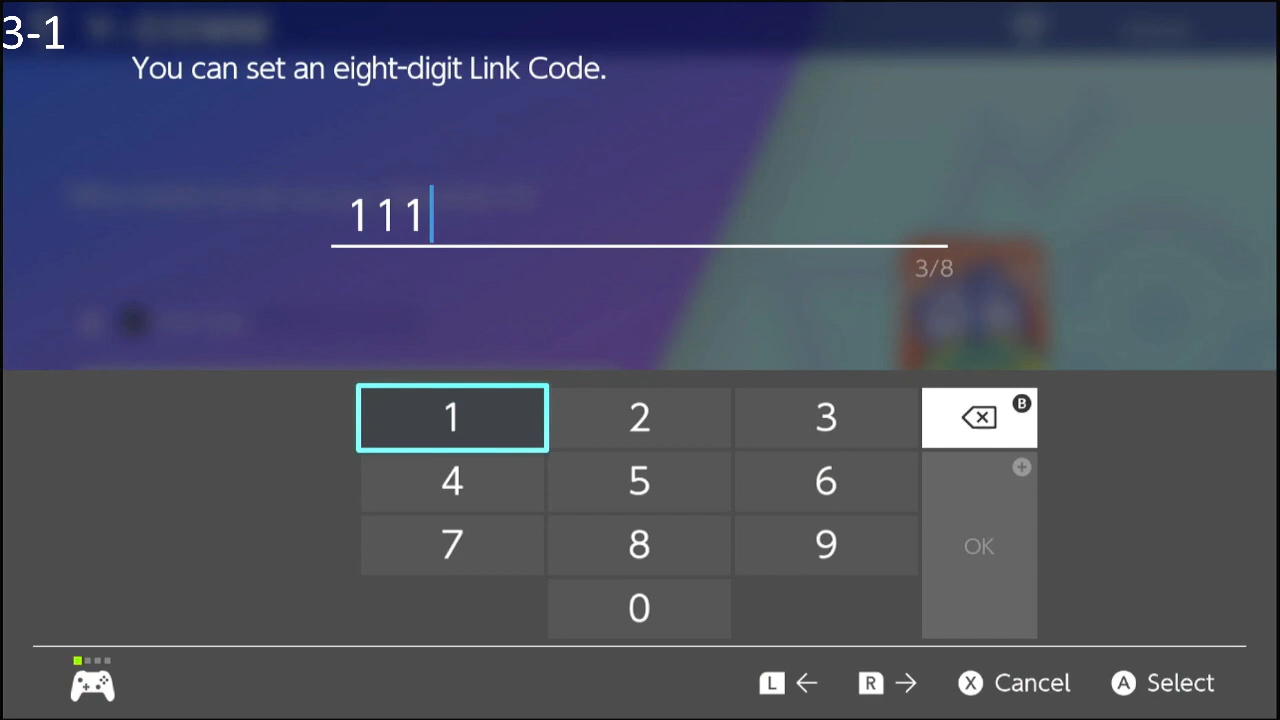 3-1
You can set an eight-digit Link Code.
111
3/8
1 2 3 B
4 5 6 +
7 8 9 OK
0
L ← R → X Cancel A Select